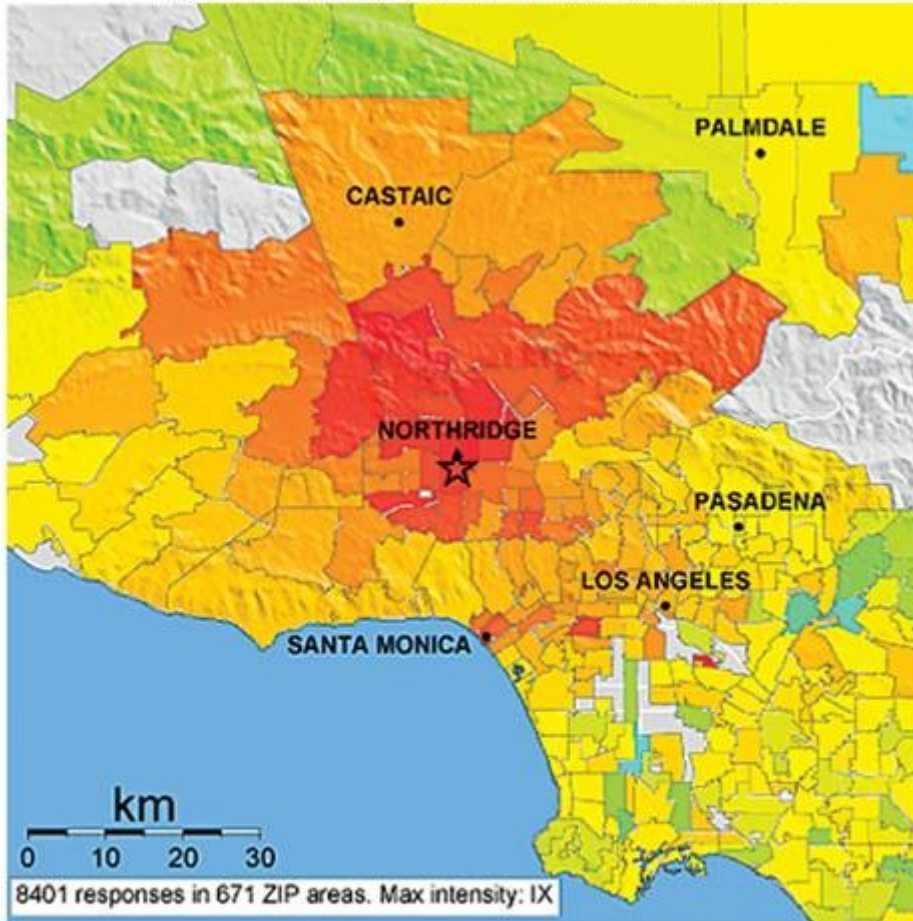 PALMDALE
CASTAIC
NORTHRIDGE
PASADENA
LOS ANGELES
SANTA MONICA
km
0 10 20 30
8401 responses in 671 ZIP areas. Max intensity: IX